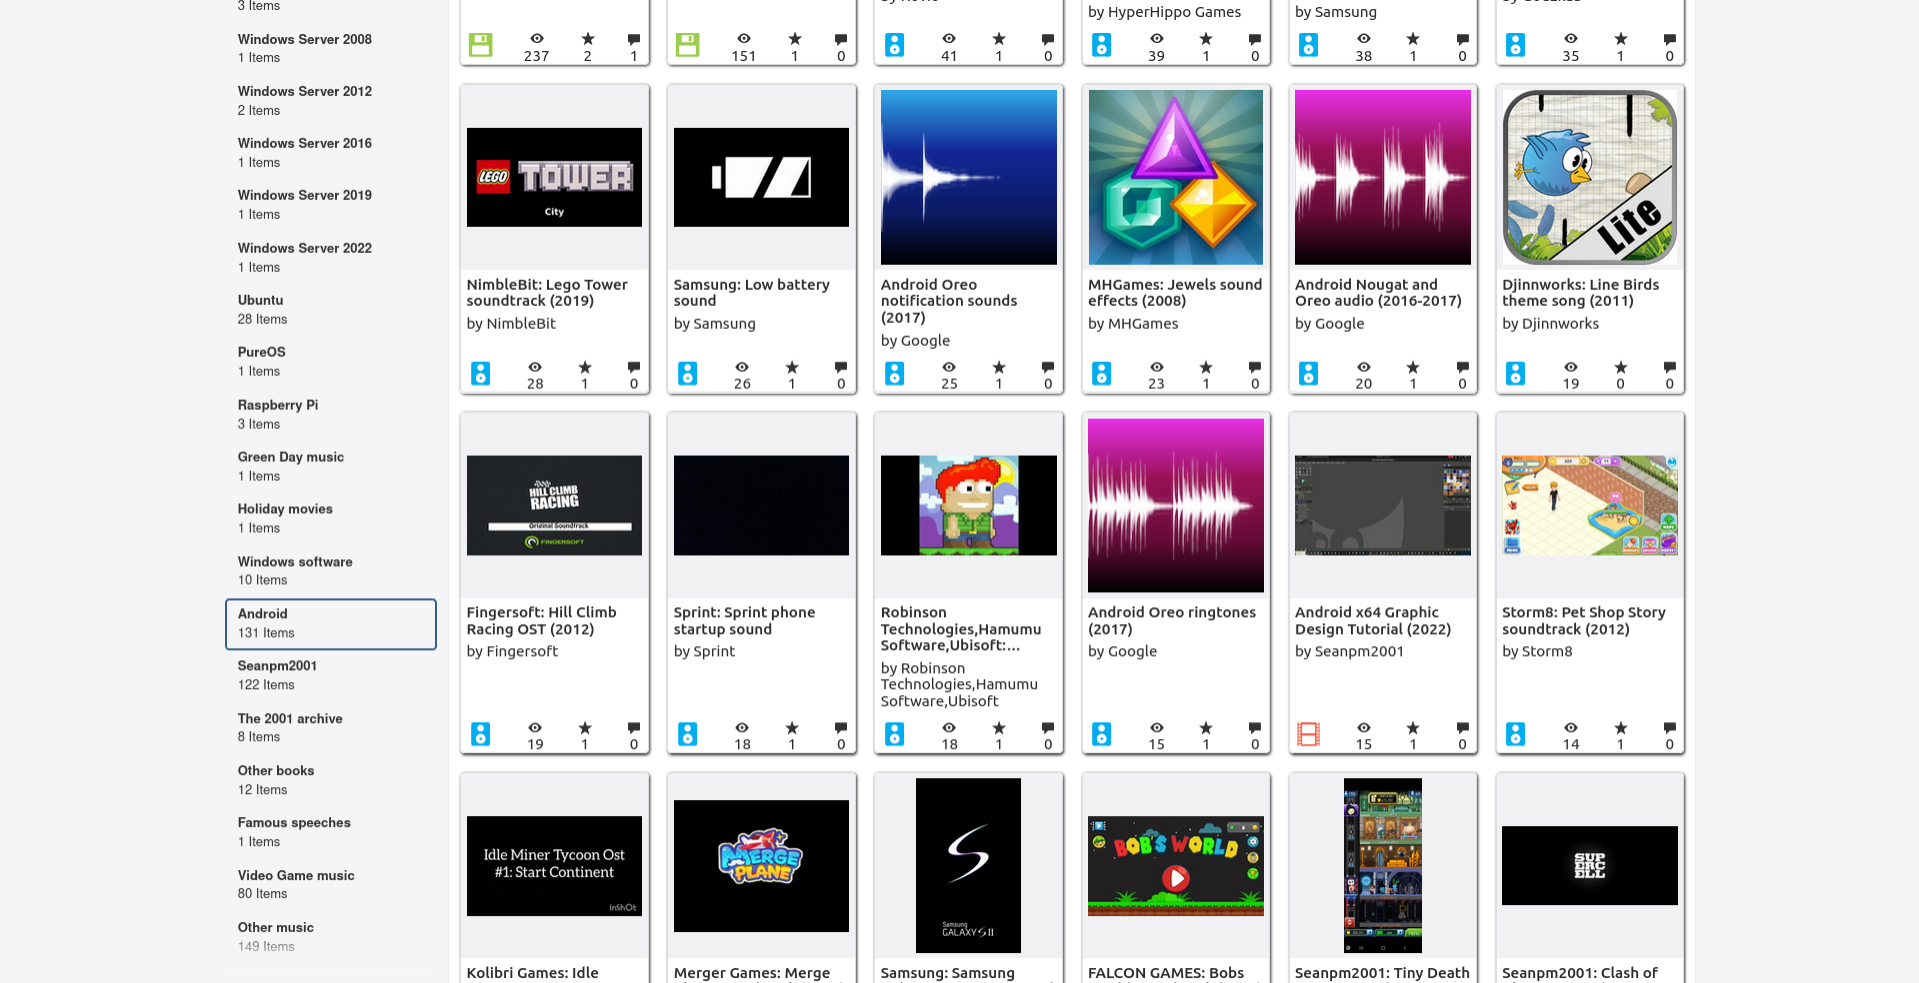 3 Items
Windows Server 2008
1 Items
Windows Server 2012
2 Items
Windows Server 2016
1 Items
Windows Server 2019
1 Items
Windows Server 2022
1 Items
Ubuntu
28 Items
PureOS
1 Items
Raspberry Pi
3 Items
Green Day music
1 Items
Holiday movies
1 Items
Windows software
10 Items
Android
131 Items
Seanpm2001
122 Items
The 2001 archive
8 Items
Other books
12 Items
Famous speeches
1 Items
Video Game music
80 Items
Other music
149 Items
by HyperHippo Games
by Samsung
237 2 1
151 1 0
41 1 0
39 1 0
38 1 0
35 1 0
LEGO TOWER
City
NimbleBit: Lego Tower
soundtrack (2019)
by NimbleBit
28 1 0
Samsung: Low battery
sound
by Samsung
26 1 0
Android Oreo
notification sounds
(2017)
by Google
25 1 0
MHGames: Jewels sound
effects (2008)
by MHGames
23 1 0
Android Nougat and
Oreo audio (2016-2017)
by Google
20 1 0
Lite
Djinnworks: Line Birds
theme song (2011)
by Djinnworks
19 0 0
HILL CLIMB
RACING
Original Soundtrack
FINGERSOFT
Fingersoft: Hill Climb
Racing OST (2012)
by Fingersoft
19 1 0
Sprint: Sprint phone
startup sound
by Sprint
18 1 0
Robinson
Technologies,Hamumu
Software,Ubisoft:...
by Robinson
Technologies,Hamumu
Software,Ubisoft
18 1 0
Android Oreo ringtones
(2017)
by Google
15 1 0
Android x64 Graphic
Design Tutorial (2022)
by Seanpm2001
15 1 0
Storm8: Pet Shop Story
soundtrack (2012)
by Storm8
14 1 0
Idle Miner Tycoon Ost
#1: Start Continent
InShOt
Kolibri Games: Idle
MERGE
PLANE
Merger Games: Merge
Samsung
GALAXY S II
Samsung: Samsung
BOB'S WORLD
FALCON GAMES: Bobs
Seanpm2001: Tiny Death
SUP
ERC
ELL
Seanpm2001: Clash of